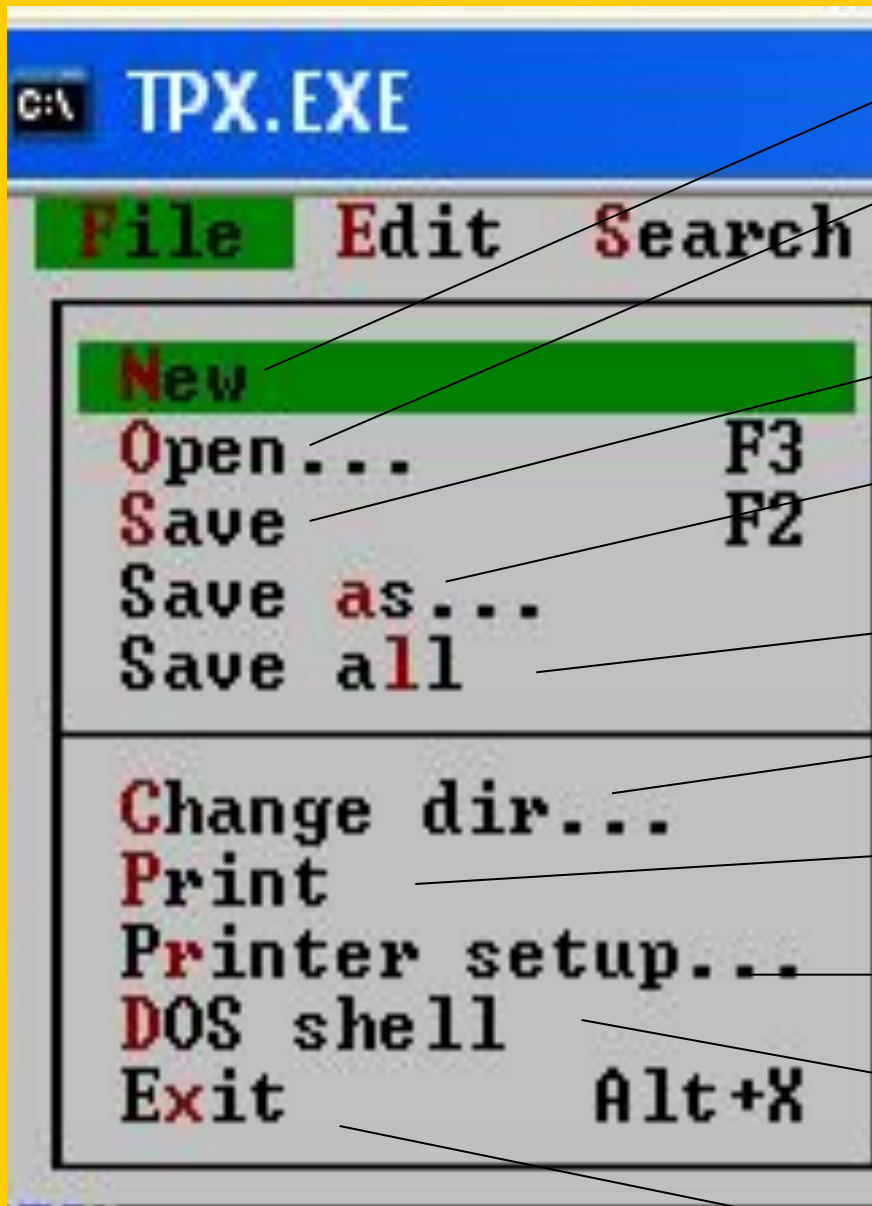 C:\ TPX.EXE
File Edit Search
New
Open... F3
Save F2
Save as...
Save all
Change dir...
Print
Printer setup...
DOS shell
Exit Alt+X